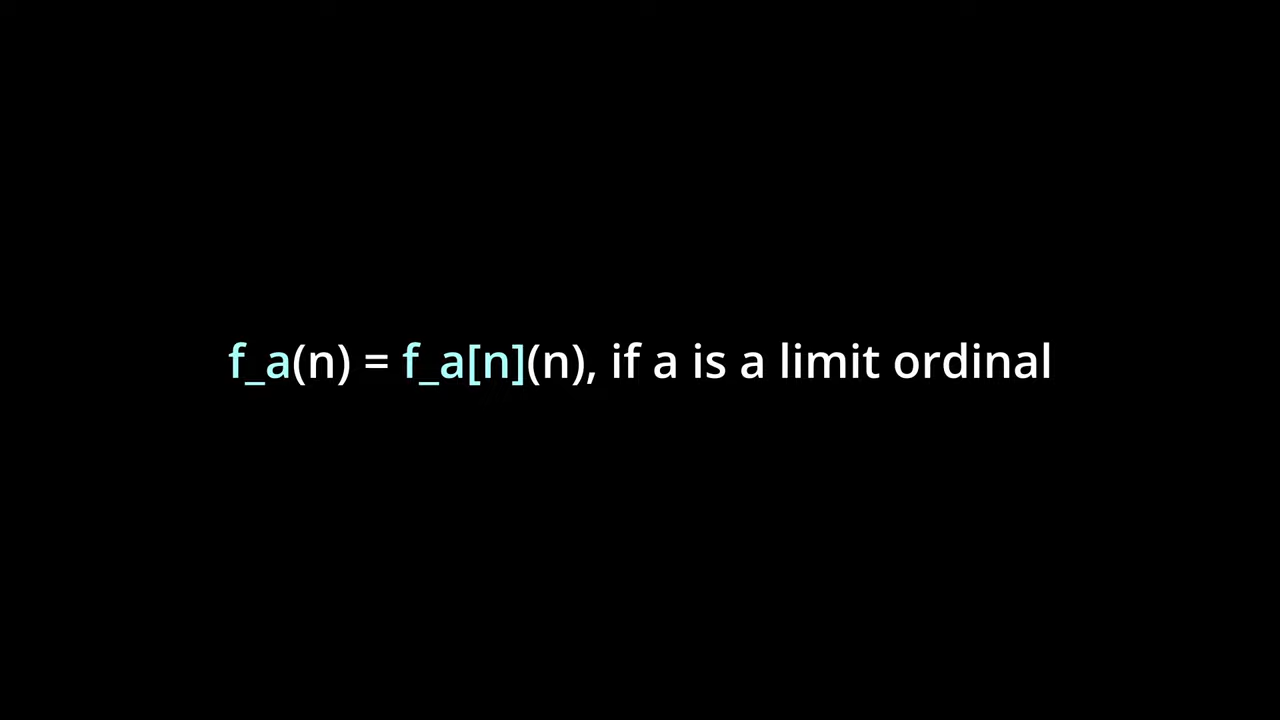 f_a(n) = f_a[n](n), if a is a limit ordinal